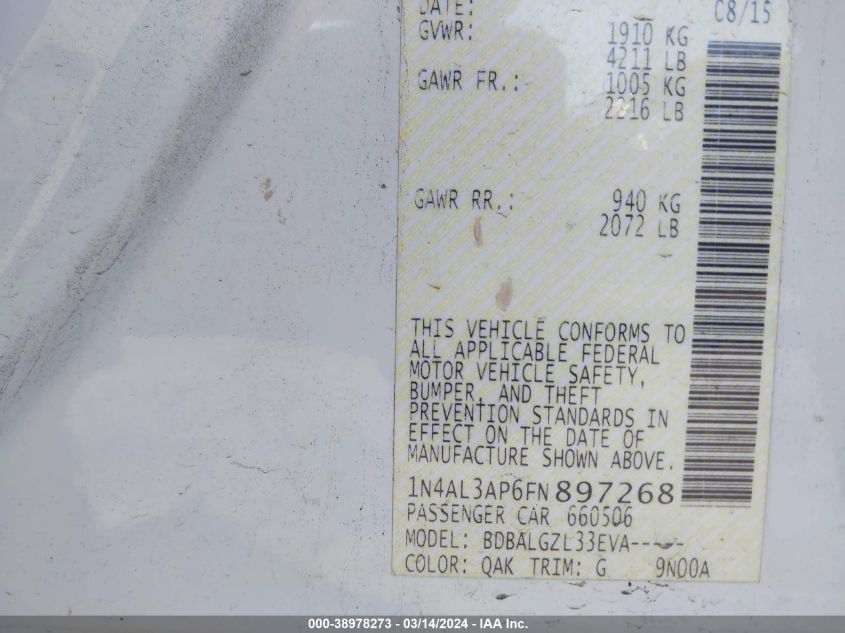 DATE: 08/15
GVWR: 1910 KG
4211 LB
GAWR FR.: 1005 KG
2216 LB
GAWR RR.: 940 KG
2072 LB
THIS VEHICLE CONFORMS TO
ALL APPLICABLE FEDERAL
MOTOR VEHICLE SAFETY,
BUMPER, AND THEFT
PREVENTION STANDARDS IN
EFFECT ON THE DATE OF
MANUFACTURE SHOWN ABOVE.
1N4AL3AP6FN897268
PASSENGER CAR 660506
MODEL: BDBALGZL33EVA-----
COLOR: QAK TRIM: G 9N00A
000-38978273 - 03/14/2024 - IAA Inc.